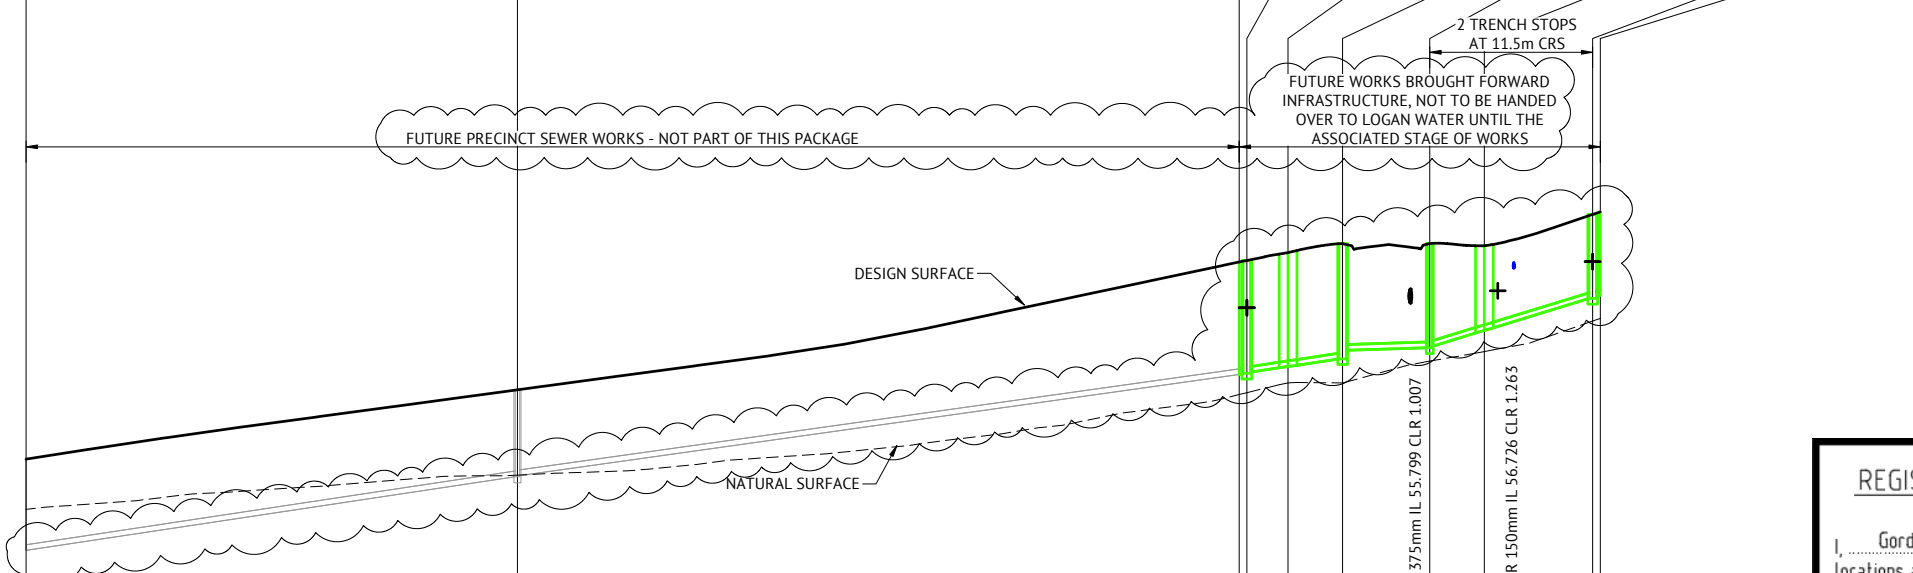 2 TRENCH STOPS
AT 11.5m CRS
FUTURE WORKS BROUGHT FORWARD
INFRASTRUCTURE, NOT TO BE HANDED
OVER TO LOGAN WATER UNTIL THE
ASSOCIATED STAGE OF WORKS
FUTURE PRECINCT SEWER WORKS - NOT PART OF THIS PACKAGE
DESIGN SURFACE
NATURAL SURFACE
375mm IL 55.799 CLR 1.007
R 150mm IL 56.726 CLR 1.263
REGIS
I, Gord